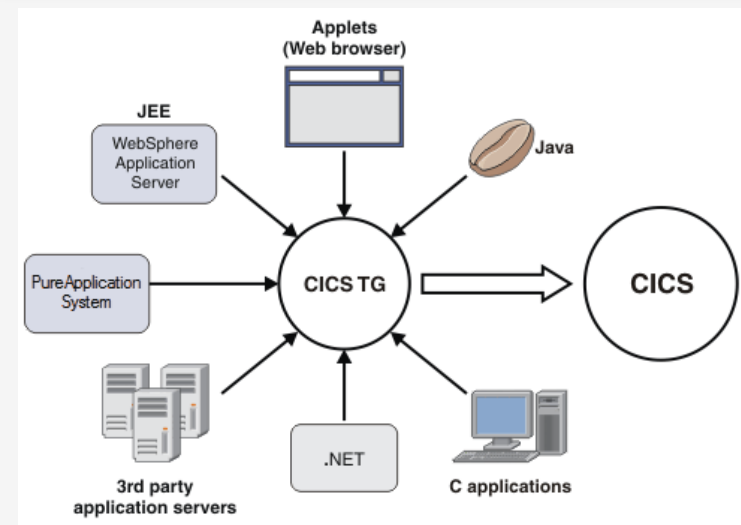 Applets
(Web browser)
JEE
WebSphere
Application
Server
Java
PureApplication
System
CICS TG
CICS
3rd party
application servers
.NET
C applications